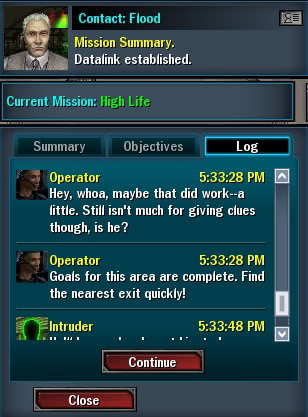 Contact: Flood
Mission Summary.
Datalink established.
Current Mission: High Life
Summary
Objectives
Log
Operator 5:33:28 PM
Hey, whoa, maybe that did work--a
little. Still isn't much for giving clues
though, is he?
Operator 5:33:28 PM
Goals for this area are complete. Find
the nearest exit quickly!
Intruder 5:33:48 PM
Continue
Close